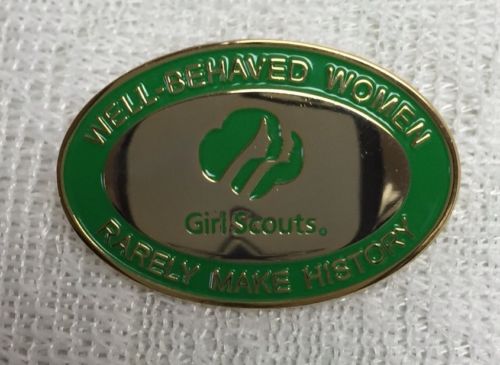 WELL-BEHAVED WOMEN
Girl Scouts.
RARELY MAKE HISTORY